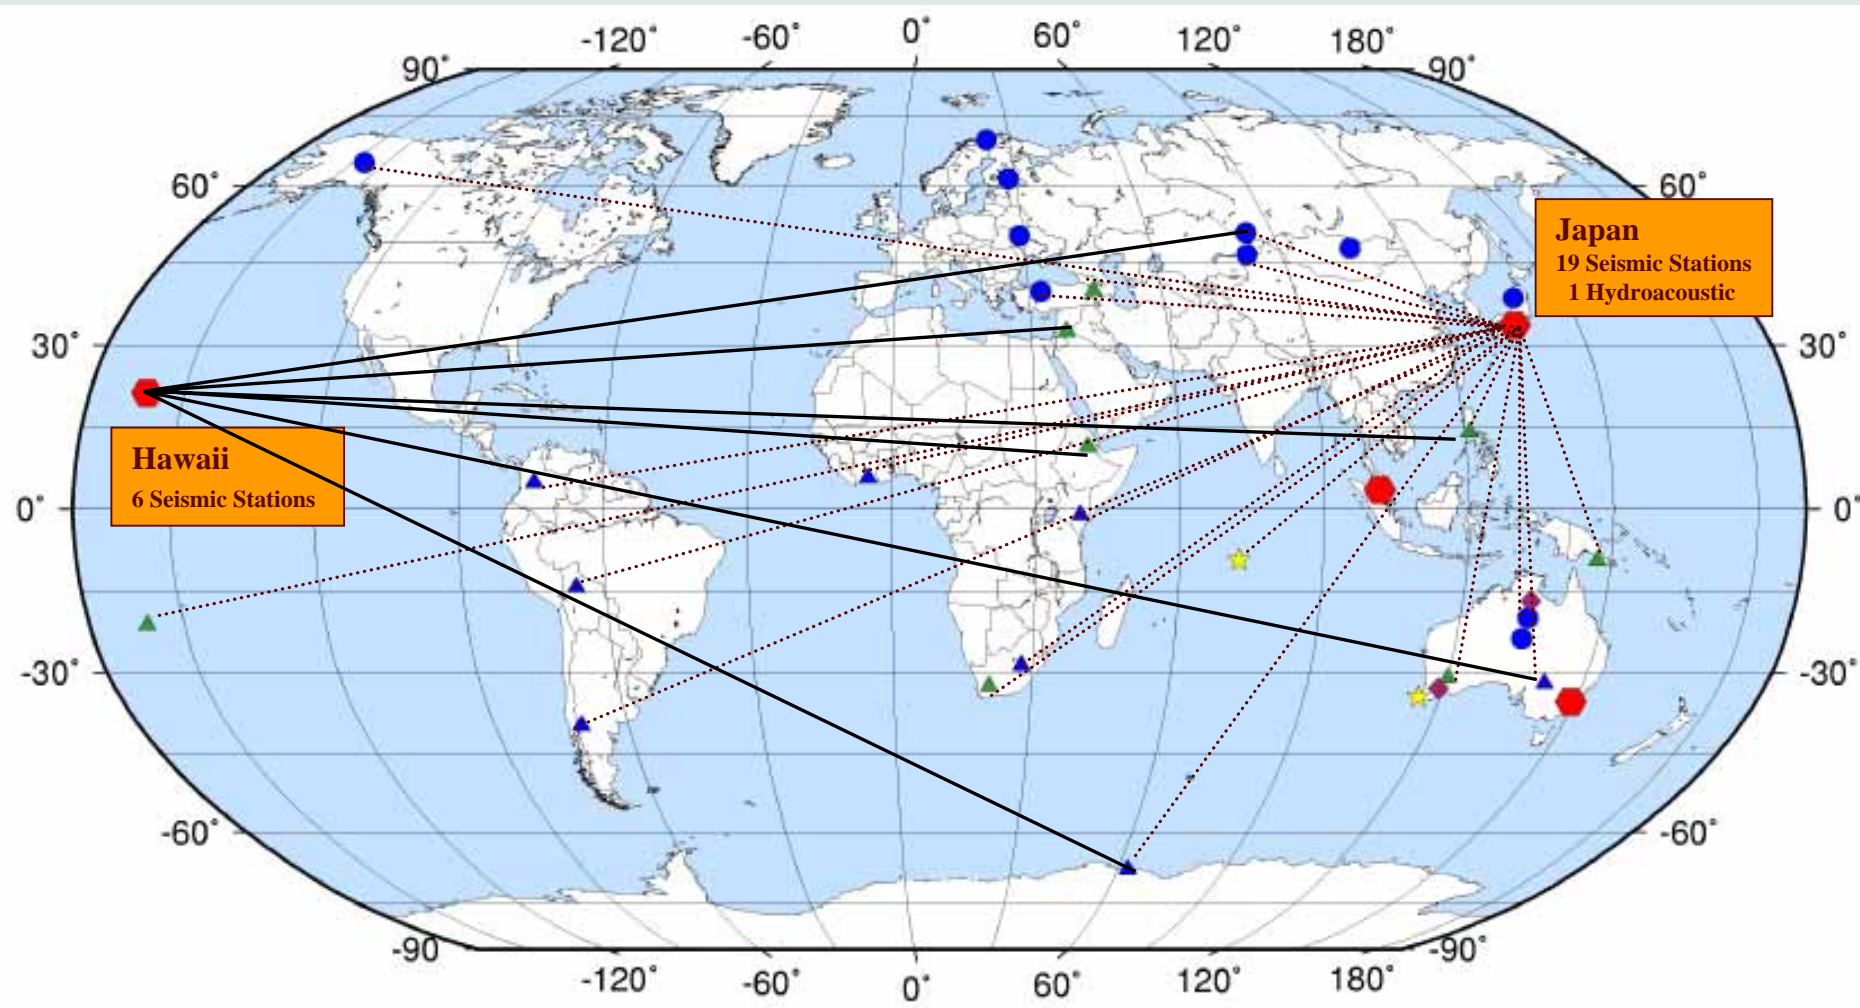 -120° -60° 0° 60° 120° 180°
90° 90°
60° 60°
Japan
19 Seismic Stations
1 Hydroacoustic
30° 30°
Hawaii
6 Seismic Stations
0° 0°
-30° -30°
-60° -60°
-90 -90°
-120° -60° 0° 60° 120° 180°